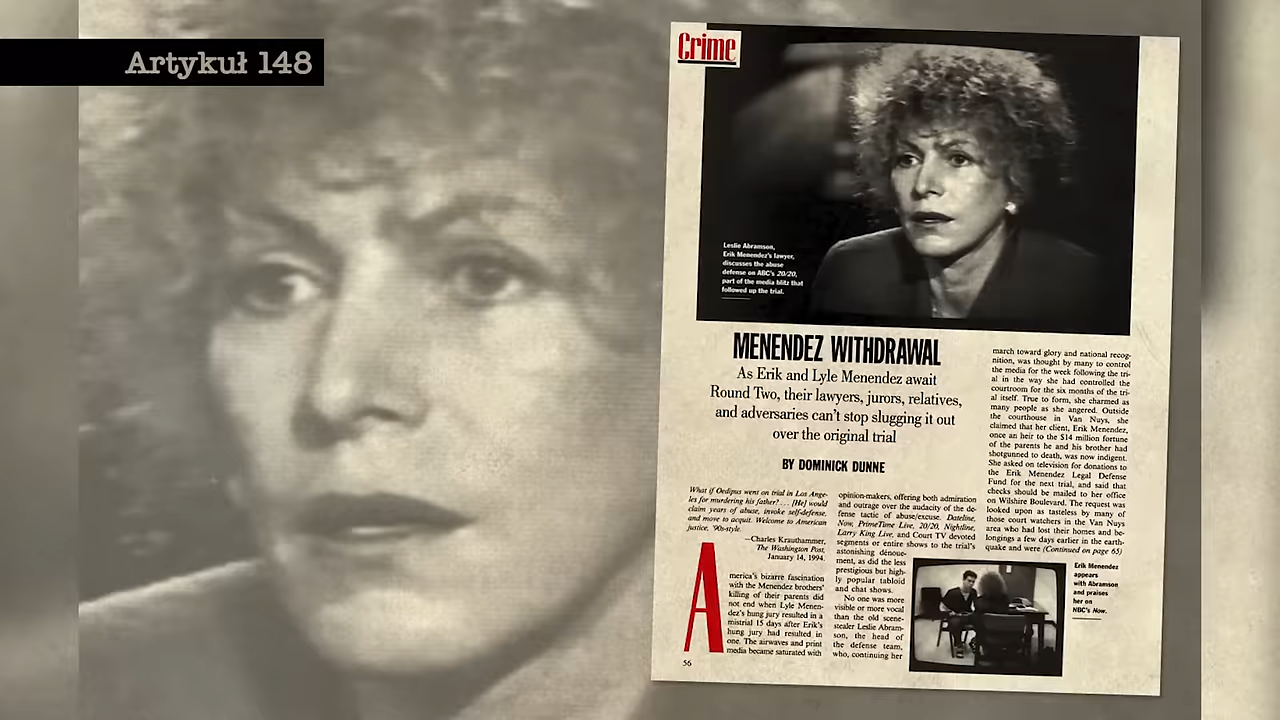 Artykuł 148
Crime
Leslie Abramson,
Erik Menendez's lawyer,
discusses the abuse
defense on ABC's 20/20,
part of the media blitz that
followed up the trial.
MENENDEZ WITHDRAWAL
As Erik and Lyle Menendez await
Round Two, their lawyers, jurors, relatives,
and adversaries can't stop slugging it out
over the original trial
BY DOMINICK DUNNE
What if Oedipus went on trial in Los Ange-
les for murdering his father? . . . [He] would
claim years of abuse, invoke self-defense,
and move to acquit. Welcome to American
justice, '90s-style.
—Charles Krauthammer,
The Washington Post,
January 14, 1994.
America's bizarre fascination
with the Menendez brothers'
killing of their parents did
not end when Lyle Menen-
dez's hung jury resulted in a
mistrial 15 days after Erik's
hung jury had resulted in
one. The airwaves and print
media became saturated with
opinion-makers, offering both admiration
and outrage over the audacity of the de-
fense tactic of abuse/excuse. Dateline,
Now, PrimeTime Live, 20/20, Nightline,
Larry King Live, and Court TV devoted
segments or entire shows to the trial's
astonishing dénoue-
ment, as did the less
prestigious but high-
ly popular tabloid
and chat shows.
No one was more
visible or more vocal
than the old scene-
stealer Leslie Abram-
son, the head of
the defense team,
who, continuing her
march toward glory and national recog-
nition, was thought by many to control
the media for the week following the tri-
al in the way she had controlled the
courtroom for the six months of the tri-
al itself. True to form, she charmed as
many people as she angered. Outside
the courthouse in Van Nuys, she
claimed that her client, Erik Menendez,
once an heir to the $14 million fortune
of the parents he and his brother had
shotgunned to death, was now indigent.
She asked on television for donations to
the Erik Menendez Legal Defense
Fund for the next trial, and said that
checks should be mailed to her office
on Wilshire Boulevard. The request was
looked upon as tasteless by many of
those court watchers in the Van Nuys
area who had lost their homes and be-
longings a few days earlier in the earth-
quake and were (Continued on page 65)
Erik Menendez
appears
with Abramson
and praises
her on
NBC's Now.
56